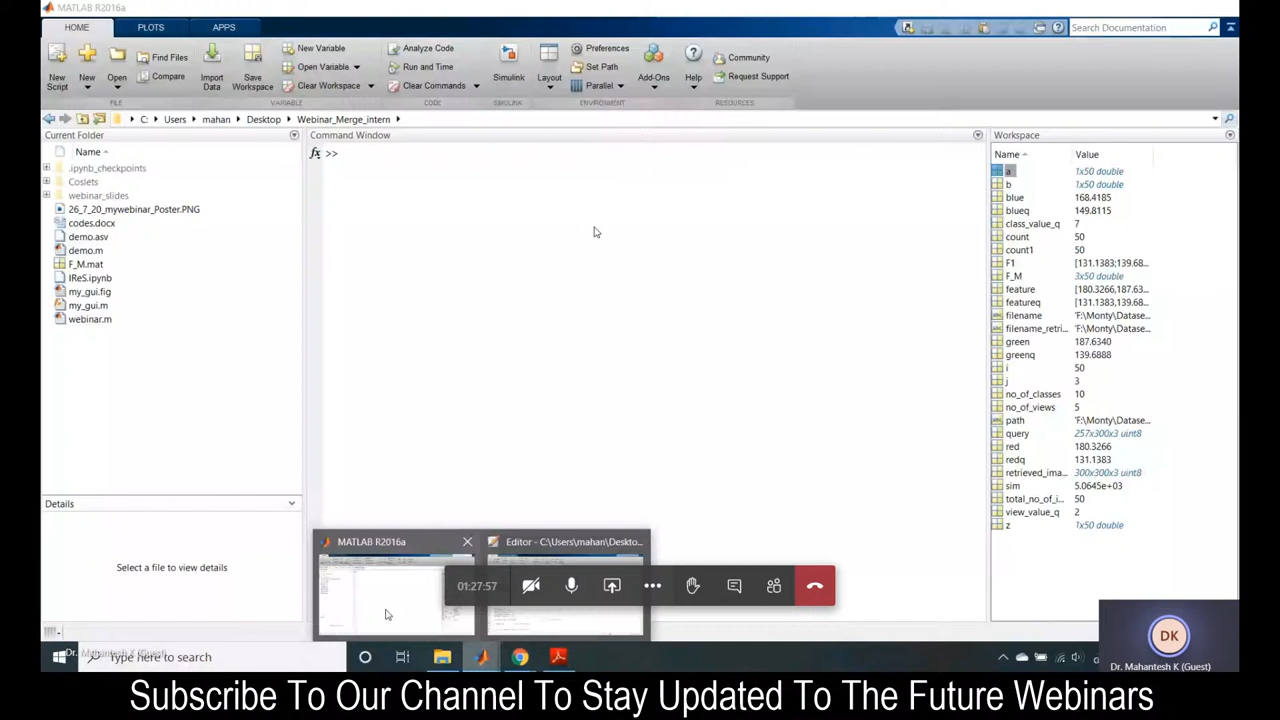 MATLAB R2016a
HOME
PLOTS
APPS
Search Documentation
New Script
New
Open
Find Files
Compare
Import Data
Save Workspace
New Variable
Open Variable
Clear Workspace
Analyze Code
Run and Time
Clear Commands
Simulink
Layout
Preferences
Set Path
Parallel
Add-Ons
Help
Community
Request Support
FILE
VARIABLE
CODE
SIMULINK
ENVIRONMENT
RESOURCES
C: Users mahan Desktop Webinar_Merge_intern
Current Folder
Name
.ipynb_checkpoints
Coslets
webinar_slides
26_7_20_mywebinar_Poster.PNG
codes.docx
demo.asv
demo.m
F_M.mat
IReS.ipynb
my_gui.fig
my_gui.m
webinar.m
Details
Select a file to view details
Command Window
fx >>
Workspace
Name Value
a 1x50 double
b 1x50 double
blue 168.4185
blueq 149.8115
class_value_q 7
count 50
count1 50
F1 [131.1383;139.68...
F_M 3x50 double
feature [180.3266,187.63...
featureq [131.1383,139.68...
filename 'F:\Monty\Datase...
filename_retri... 'F:\Monty\Datase...
green 187.6340
greenq 139.6888
i 50
j 3
no_of_classes 10
no_of_views 5
path 'F:\Monty\Datase...
query 257x300x3 uint8
red 180.3266
redq 131.1383
retrieved_ima... 300x300x3 uint8
sim 5.0645e+03
total_no_of_i... 50
view_value_q 2
z 1x50 double
MATLAB R2016a
Editor - C:\Users\mahan\Deskto...
01:27:57
DK
Dr. Mahantesh K (Guest)
Dr. Mahantesh K (Guest)
Type here to search
Subscribe To Our Channel To Stay Updated To The Future Webinars